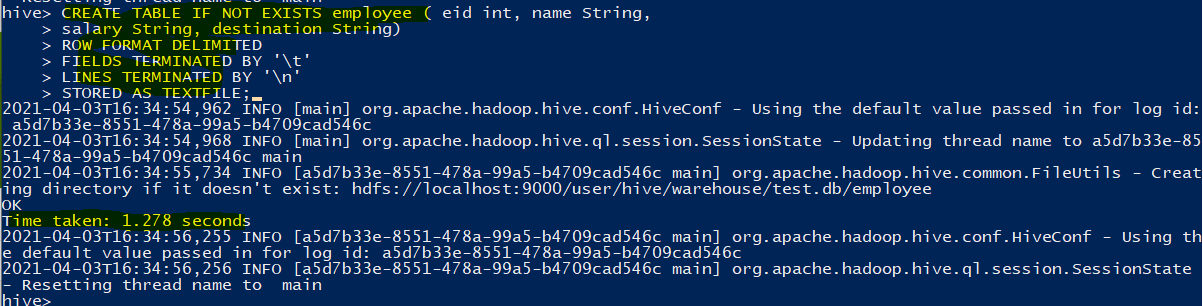 Resetting thread name to  main
hive> CREATE TABLE IF NOT EXISTS employee ( eid int, name String,
    > salary String, destination String)
    > ROW FORMAT DELIMITED
    > FIELDS TERMINATED BY '\t'
    > LINES TERMINATED BY '\n'
    > STORED AS TEXTFILE;
2021-04-03T16:34:54,962 INFO [main] org.apache.hadoop.hive.conf.HiveConf - Using the default value passed in for log id:
 a5d7b33e-8551-478a-99a5-b4709cad546c
2021-04-03T16:34:54,968 INFO [main] org.apache.hadoop.hive.ql.session.SessionState - Updating thread name to a5d7b33e-85
51-478a-99a5-b4709cad546c main
2021-04-03T16:34:55,734 INFO [a5d7b33e-8551-478a-99a5-b4709cad546c main] org.apache.hadoop.hive.common.FileUtils - Creat
ing directory if it doesn't exist: hdfs://localhost:9000/user/hive/warehouse/test.db/employee
OK
Time taken: 1.278 seconds
2021-04-03T16:34:56,255 INFO [a5d7b33e-8551-478a-99a5-b4709cad546c main] org.apache.hadoop.hive.conf.HiveConf - Using th
e default value passed in for log id: a5d7b33e-8551-478a-99a5-b4709cad546c
2021-04-03T16:34:56,256 INFO [a5d7b33e-8551-478a-99a5-b4709cad546c main] org.apache.hadoop.hive.ql.session.SessionState
- Resetting thread name to  main
hive>